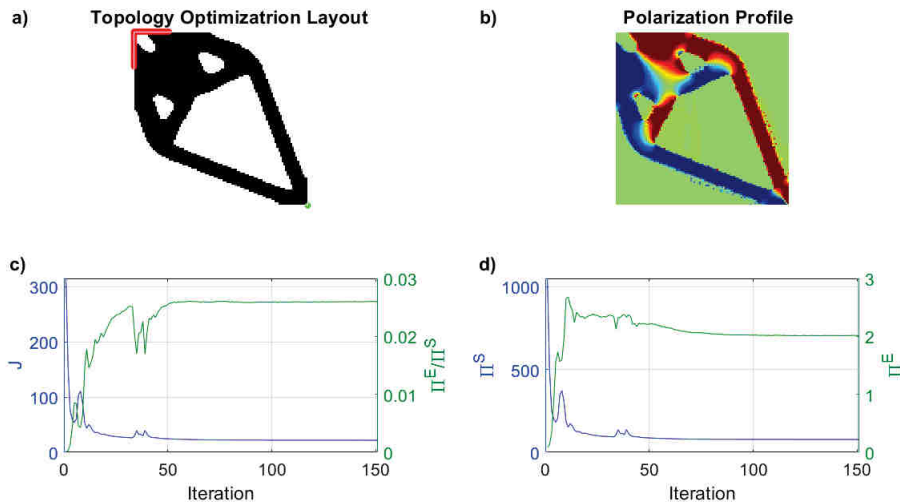 a) Topology Optimizatrion Layout
b) Polarization Profile
c)
300
200
100
0
J
0.03
0.02
0.01
0
Π^E/Π^S
0 50 100 150
Iteration
d)
1000
500
0
Π^S
3
2
1
0
Π^E
0 50 100 150
Iteration